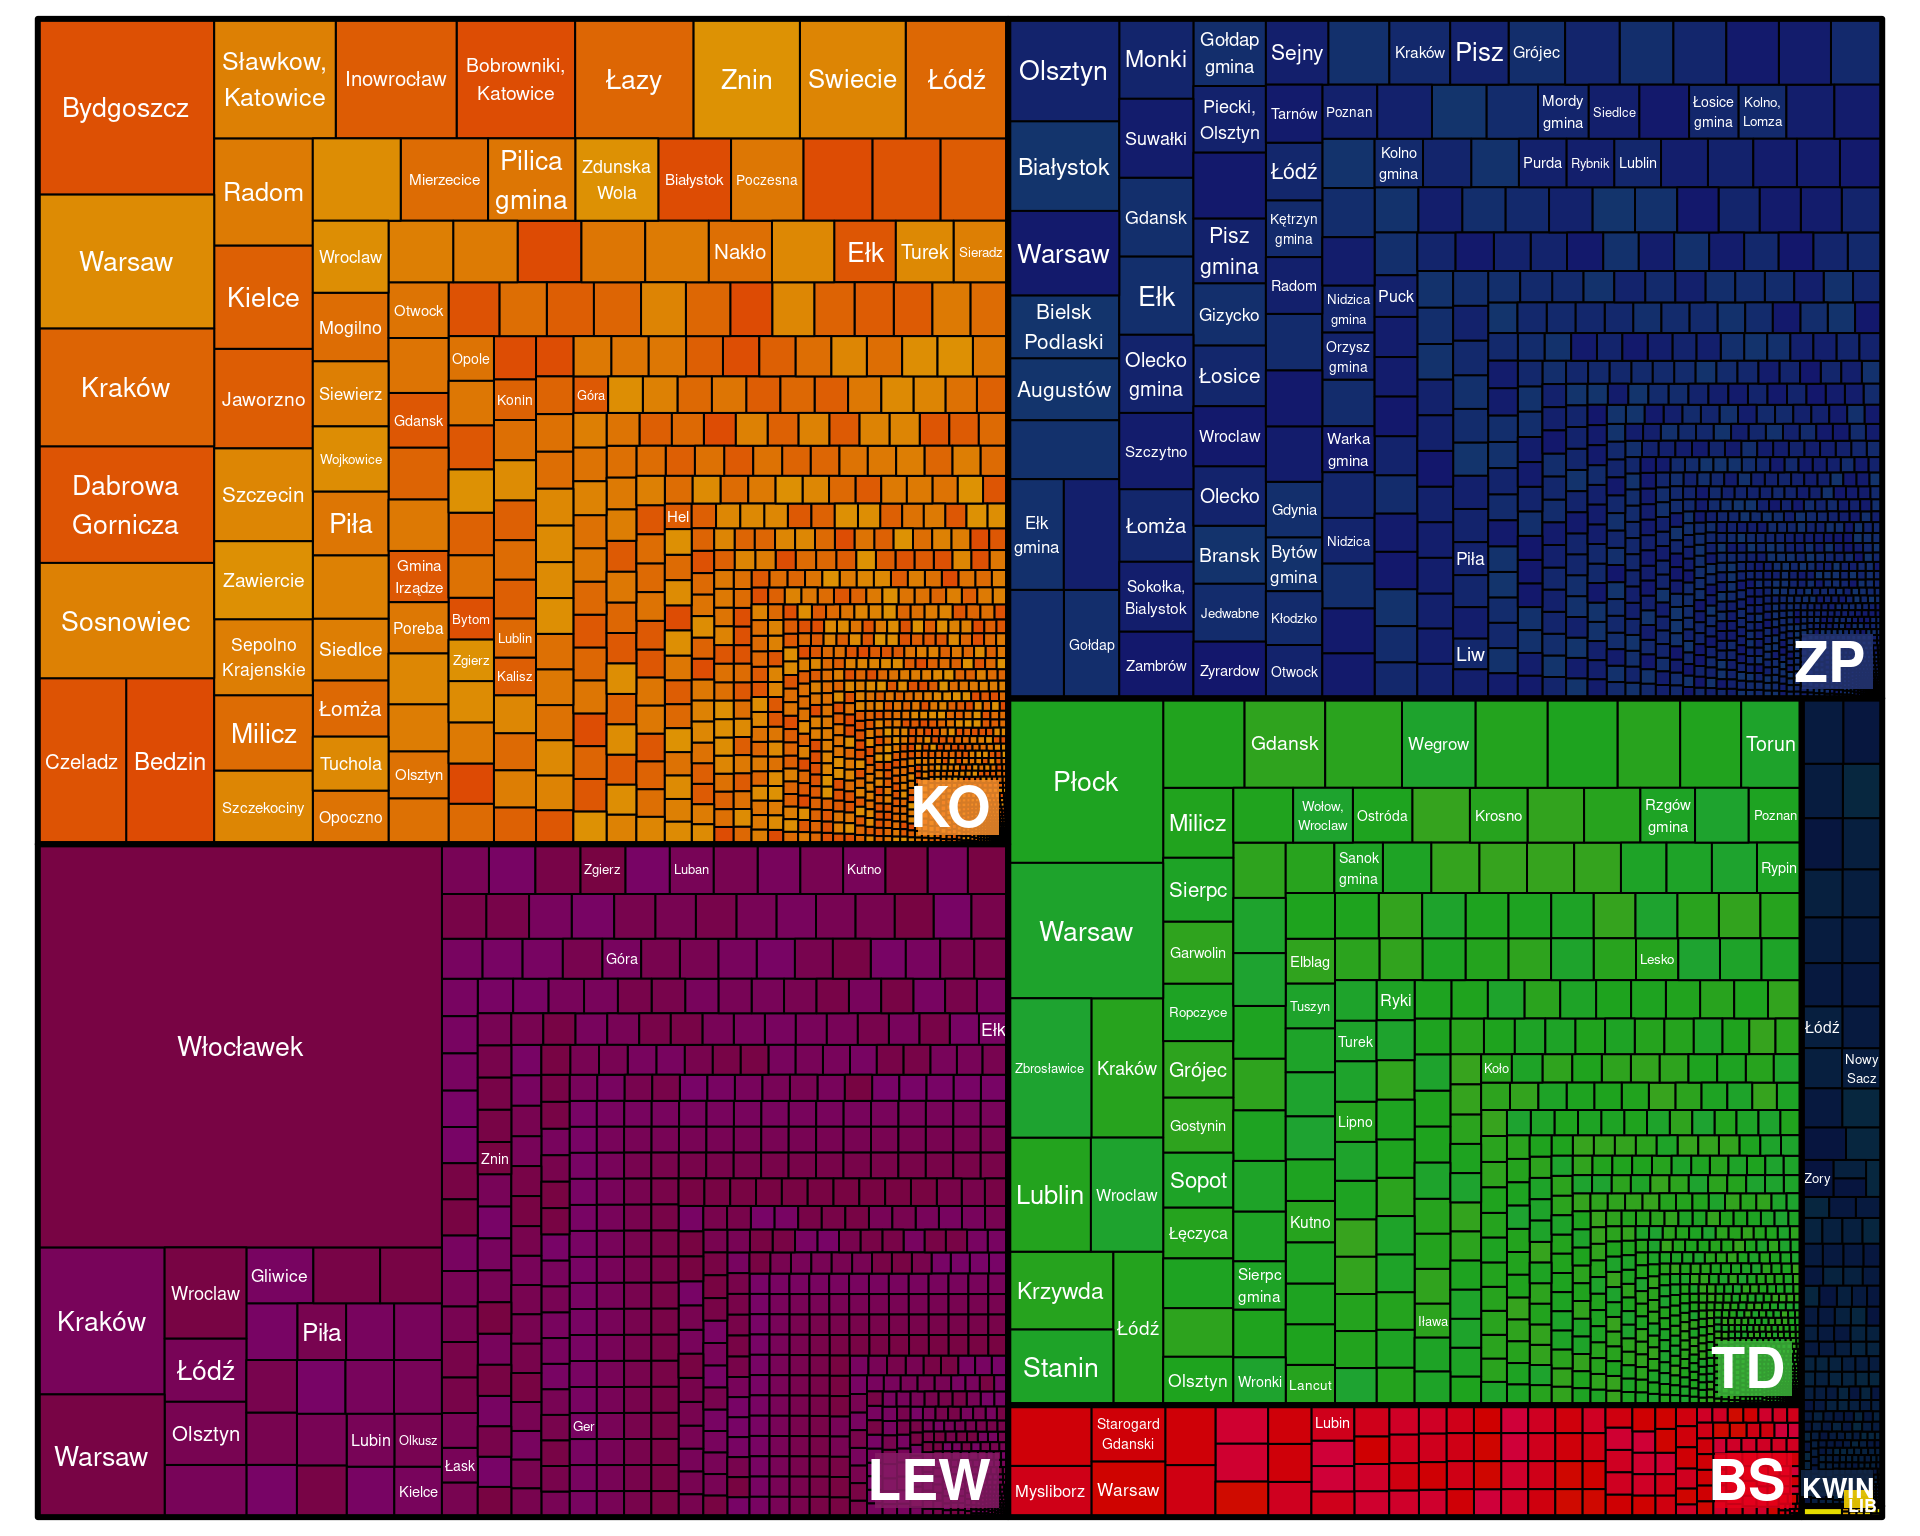 Bydgoszcz
Warsaw
Kraków
Dabrowa
Gornicza
Sosnowiec
Czeladz
Bedzin
Sławkow,
Katowice
Inowrocław
Bobrowniki,
Katowice
Łazy
Znin
Swiecie
Łódź
Radom
Kielce
Jaworzno
Szczecin
Zawiercie
Sepolno
Krajenskie
Milicz
Szczekociny
Mierzecice
Pilica
gmina
Zdunska
Wola
Białystok
Poczesna
Wroclaw
Mogilno
Siewierz
Wojkowice
Piła
Siedlce
Łomża
Tuchola
Opoczno
Nakło
Ełk
Turek
Sieradz
Otwock
Gdansk
Gmina
Irządze
Poreba
Olsztyn
Opole
Bytom
Zgierz
Konin
Lublin
Kalisz
Góra
Hel
KO
Olsztyn
Białystok
Warsaw
Bielsk
Podlaski
Augustów
Ełk
gmina
Gołdap
Monki
Suwałki
Gdansk
Ełk
Olecko
gmina
Szczytno
Łomża
Sokołka,
Bialystok
Zambrów
Gołdap
gmina
Piecki,
Olsztyn
Pisz
gmina
Gizycko
Łosice
Wroclaw
Olecko
Bransk
Jedwabne
Zyrardow
Sejny
Kraków
Pisz
Grójec
Tarnów
Łódź
Kętrzyn
gmina
Radom
Gdynia
Bytów
gmina
Kłodzko
Otwock
Poznan
Mordy
gmina
Siedlce
Łosice
gmina
Kolno,
Lomza
Kolno
gmina
Purda
Rybnik
Lublin
Nidzica
gmina
Orzysz
gmina
Warka
gmina
Nidzica
Puck
Piła
Liw
ZP
Włocławek
Kraków
Warsaw
Wroclaw
Łódź
Olsztyn
Gliwice
Piła
Lubin
Olkusz
Kielce
Zgierz
Luban
Kutno
Góra
Ełk
Znin
Ger
Łask
LEW
Płock
Warsaw
Zbrosławice
Kraków
Lublin
Wroclaw
Krzywda
Stanin
Łódź
Gdansk
Wegrow
Torun
Milicz
Sierpc
Garwolin
Ropczyce
Grójec
Gostynin
Sopot
Łęczyca
Olsztyn
Wołow,
Wroclaw
Ostróda
Krosno
Rzgów
gmina
Poznan
Sanok
gmina
Rypin
Elblag
Lesko
Tuszyn
Ryki
Turek
Koło
Lipno
Kutno
Sierpc
gmina
Iława
Wronki
Lancut
TD
Łódź
Nowy
Sacz
Zory
KWIN
LIB
Mysliborz
Starogard
Gdanski
Warsaw
Lubin
BS